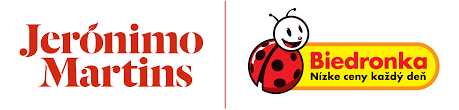 Jerónimo
Martins
Biedronka
Nízke ceny každý deň